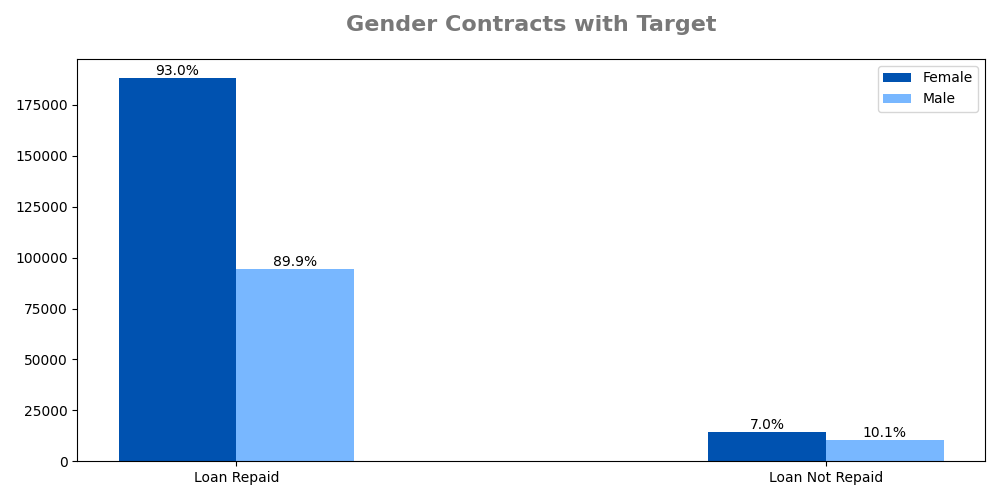 Gender Contracts with Target
Female
Male
93.0%
89.9%
7.0%
10.1%
175000
150000
125000
100000
75000
50000
25000
0
Loan Repaid
Loan Not Repaid